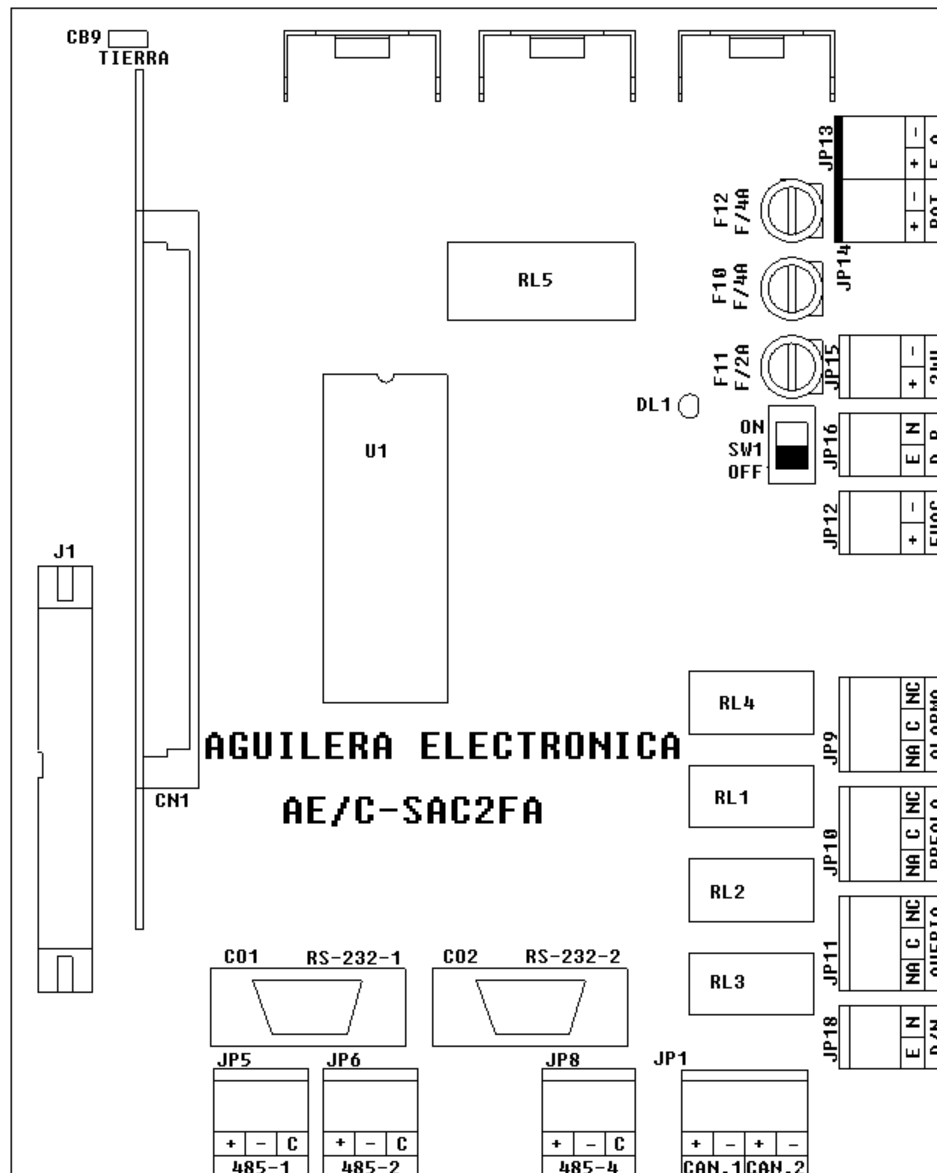 CB9
TIERRA
JP13
- +
F12
F/4A
- +
JP14
F10
F/4A
RL5
F11
F/2A
JP15
- +
DL1
ON
SW1
OFF
JP16
N E
U1
JP12
- +
J1
RL4
JP9
NC C NA
AGUILERA ELECTRONICA
AE/C-SAC2FA
CN1
RL1
JP10
NC C NA
RL2
JP11
NC C NA
CO1 RS-232-1
CO2 RS-232-2
RL3
JP18
N E
D/N
JP5
JP6
JP8
JP1
+ - C
+ - C
+ - C
+ - + -
485-1
485-2
485-4
CAN.1 CAN.2